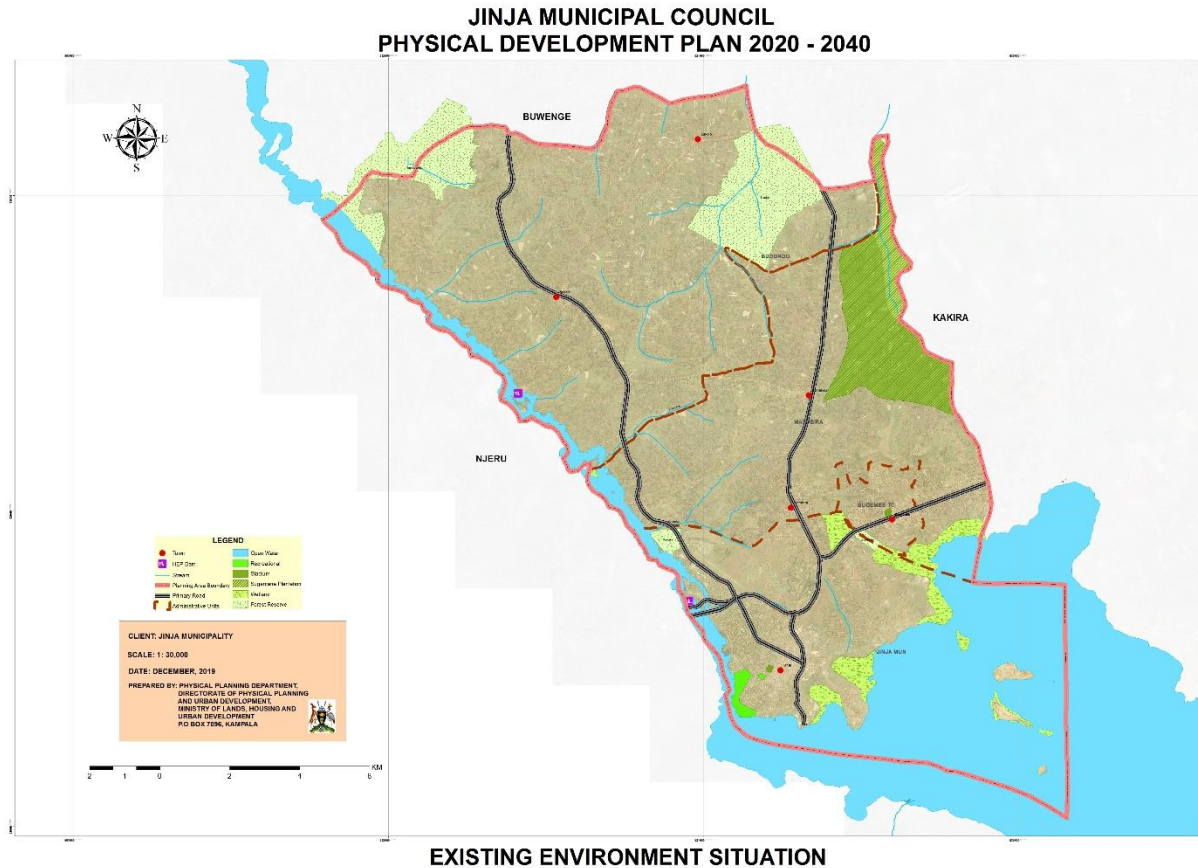 JINJA MUNICIPAL COUNCIL
PHYSICAL DEVELOPMENT PLAN 2020 - 2040
N
W E
S
BUWENGE
BUDONDO
KAKIRA
NJERU
JINJA MUN
LEGEND
Town
HEP Dam
Stream
Planning Area Boundary
Primary Road
Administrative Units
Open Water
Recreational
Stadium
Sugarcane Plantation
Wetland
Forest Reserve
CLIENT: JINJA MUNICIPALITY
SCALE: 1: 30,000
DATE: DECEMBER, 2019
PREPARED BY: PHYSICAL PLANNING DEPARTMENT,
DIRECTORATE OF PHYSICAL PLANNING
AND URBAN DEVELOPMENT,
MINISTRY OF LANDS, HOUSING AND
URBAN DEVELOPMENT
P.O BOX 7096, KAMPALA
KM
2 1 0 2 4 6
EXISTING ENVIRONMENT SITUATION